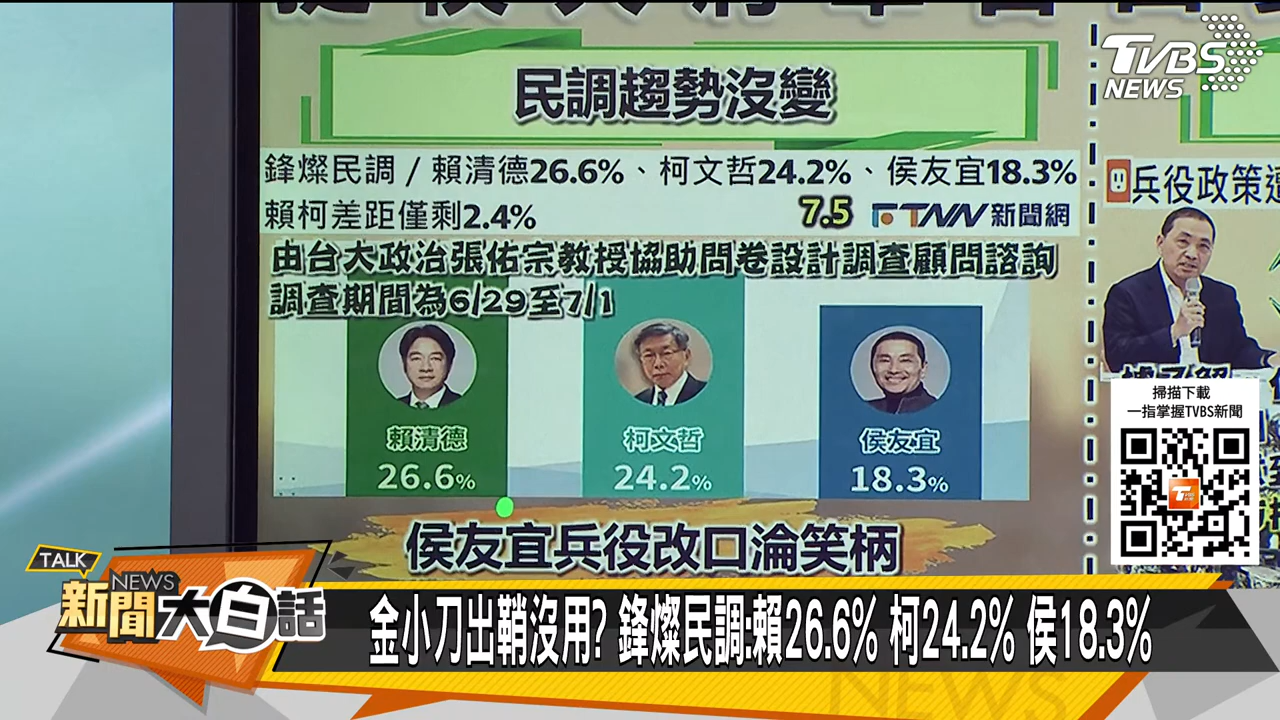 TVBS
NEWS
民調趨勢沒變
鋒燦民調/賴清德26.6%、柯文哲24.2%、侯友宜18.3%
賴柯差距僅剩2.4%
7.5
FTNN新聞網
由台大政治張佑宗教授協助問卷設計調查顧問諮詢
調查期間為6/29至7/1
兵役政策遭
賴清德
26.6%
柯文哲
24.2%
侯友宜
18.3%
掃描下載
一指掌握TVBS新聞
侯友宜兵役改口淪笑柄
TALK
NEWS
新聞大白話
金小刀出鞘沒用? 鋒燦民調:賴26.6% 柯24.2% 侯18.3%
NEWS